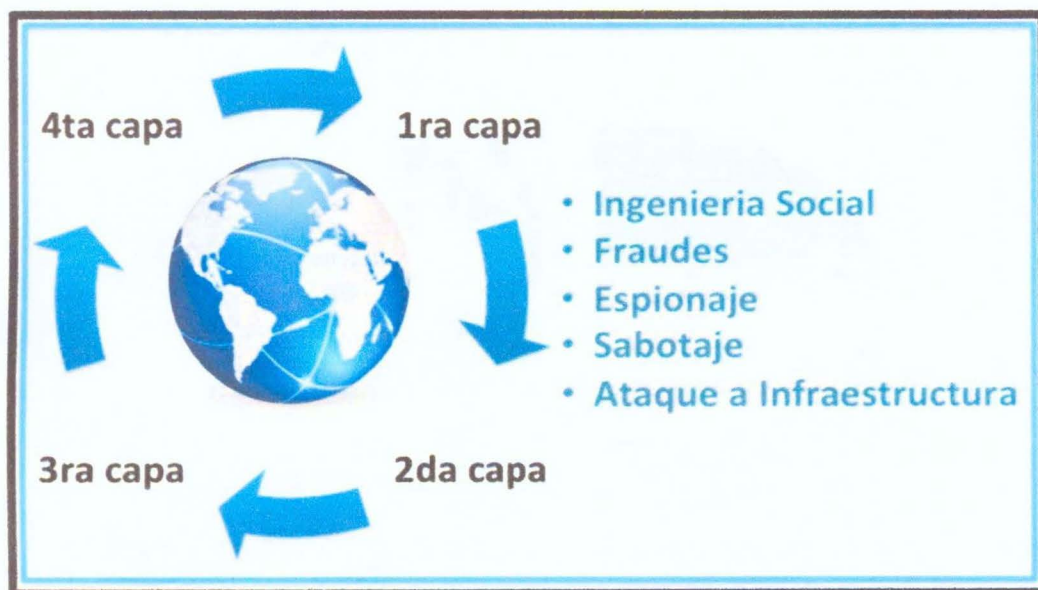 4ta capa
1ra capa
• Ingenieria Social
• Fraudes
• Espionaje
• Sabotaje
• Ataque a Infraestructura
3ra capa
2da capa